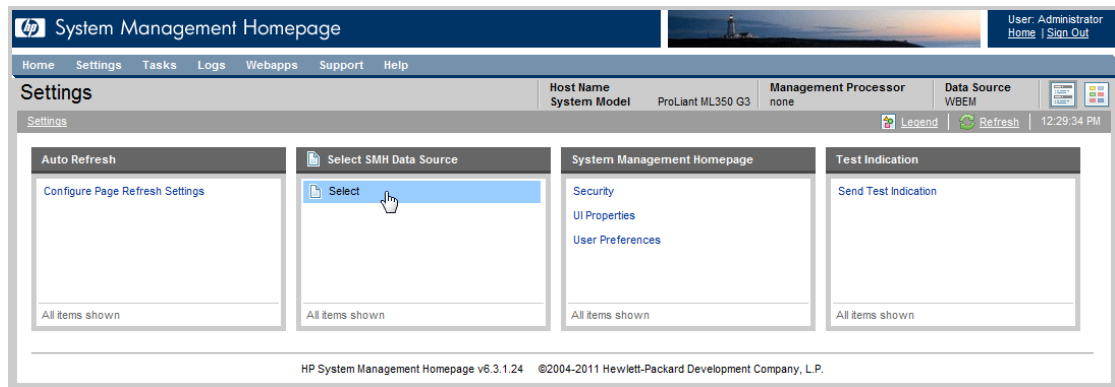 hp System Management Homepage
User: Administrator
Home | Sign Out
Home Settings Tasks Logs Webapps Support Help
Settings
Host Name
System Model ProLiant ML350 G3
Management Processor
none
Data Source
WBEM
Settings
Legend Refresh 12:29:34 PM
Auto Refresh
Configure Page Refresh Settings
All items shown
Select SMH Data Source
Select
All items shown
System Management Homepage
Security
UI Properties
User Preferences
All items shown
Test Indication
Send Test Indication
All items shown
HP System Management Homepage v6.3.1.24 ©2004-2011 Hewlett-Packard Development Company, L.P.